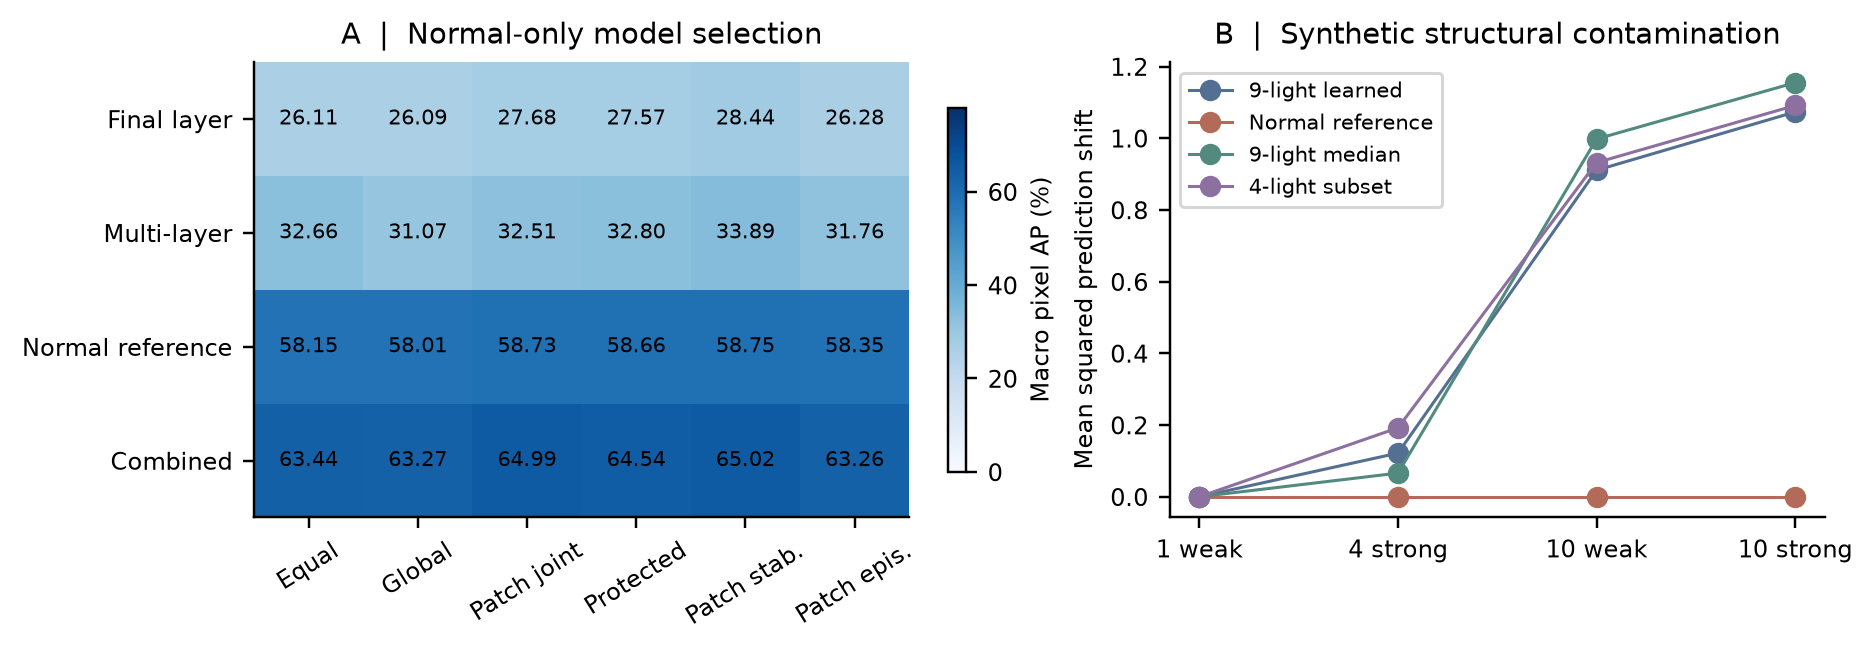 A | Normal-only model selection
Final layer
26.11 26.09 27.68 27.57 28.44 26.28
Multi-layer
32.66 31.07 32.51 32.80 33.89 31.76
Normal reference
58.15 58.01 58.73 58.66 58.75 58.35
Combined
63.44 63.27 64.99 64.54 65.02 63.26
Equal
Global
Patch joint
Protected
Patch stab.
Patch epis.
60
40
20
0
Macro pixel AP (%)
B | Synthetic structural contamination
Mean squared prediction shift
1.2
1.0
0.8
0.6
0.4
0.2
0.0
9-light learned
Normal reference
9-light median
4-light subset
1 weak
4 strong
10 weak
10 strong